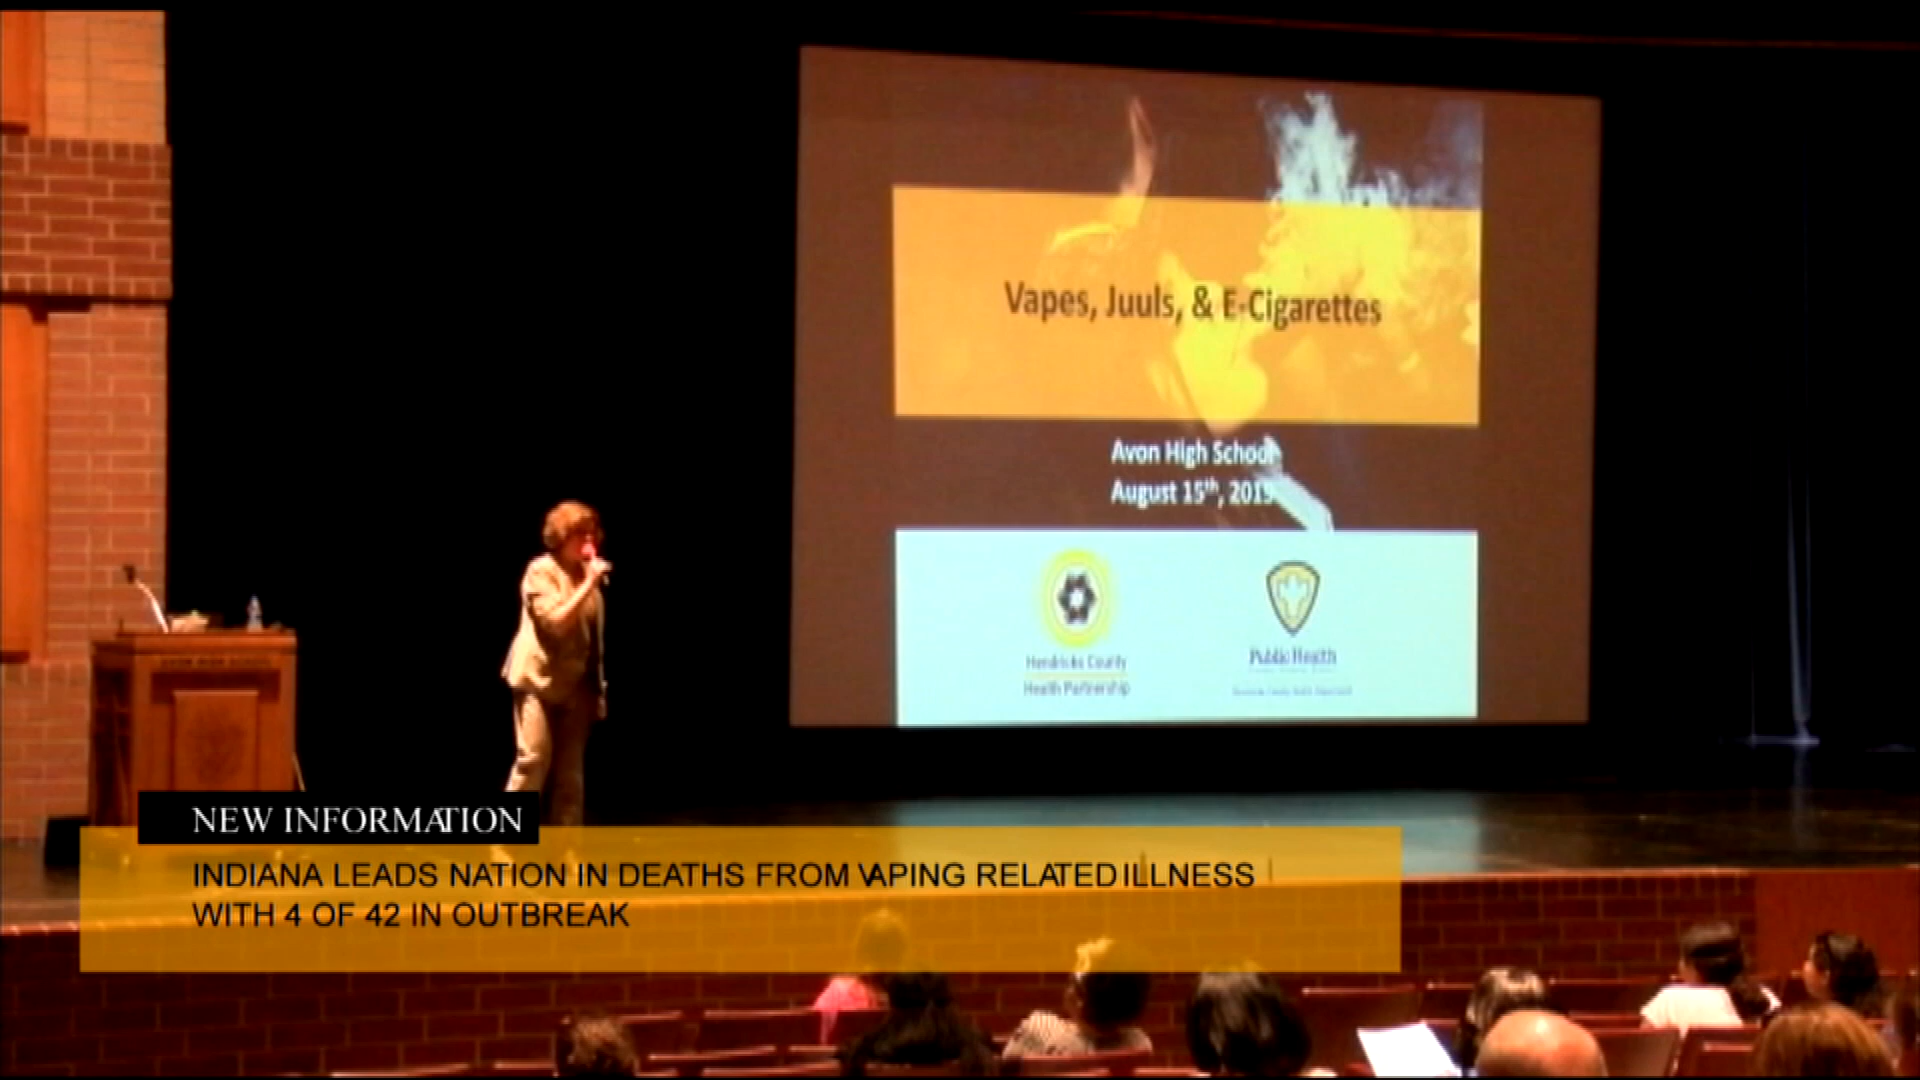 Vapes, Juuls, & E-Cigarettes
Avon High School
August 15th, 2019
Hendricks County
Health Partnership
Public Health
NEW INFORMATION
INDIANA LEADS NATION IN DEATHS FROM VAPING RELATED ILLNESS
WITH 4 OF 42 IN OUTBREAK